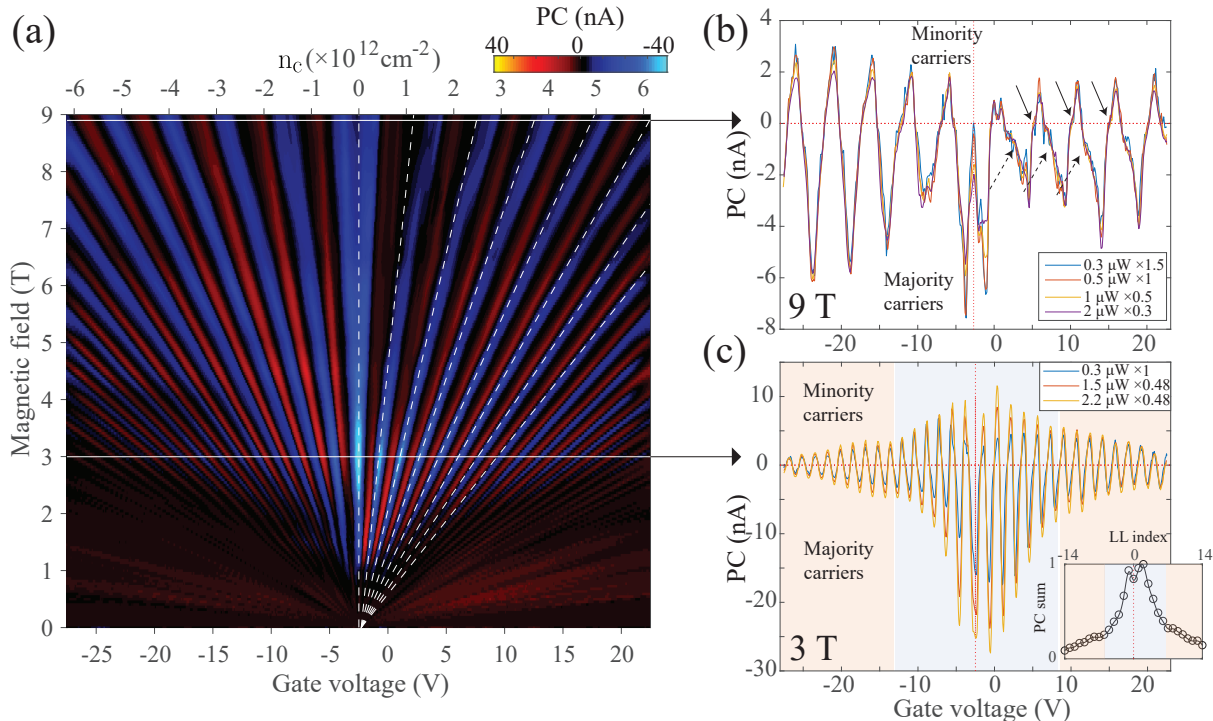 (a)
PC (nA)
40 0 -40
n_c (×10^12 cm^-2)
-6 -5 -4 -3 -2 -1 0 1 2 3 4 5 6
Magnetic field (T)
9
8
7
6
5
4
3
2
1
0
-25 -20 -15 -10 -5 0 5 10 15 20
Gate voltage (V)
(b)
Minority
carriers
PC (nA)
4
2
0
-2
-4
-6
-8
Majority
carriers
9 T
0.3 μW ×1.5
0.5 μW ×1
1 μW ×0.5
2 μW ×0.3
-20 -10 0 10 20
(c)
0.3 μW ×1
1.5 μW ×0.48
2.2 μW ×0.48
Minority
carriers
PC (nA)
10
0
-10
-20
-30
Majority
carriers
3 T
LL index
-14 0 14
PC sum
1
0
-20 -10 0 10 20
Gate voltage (V)